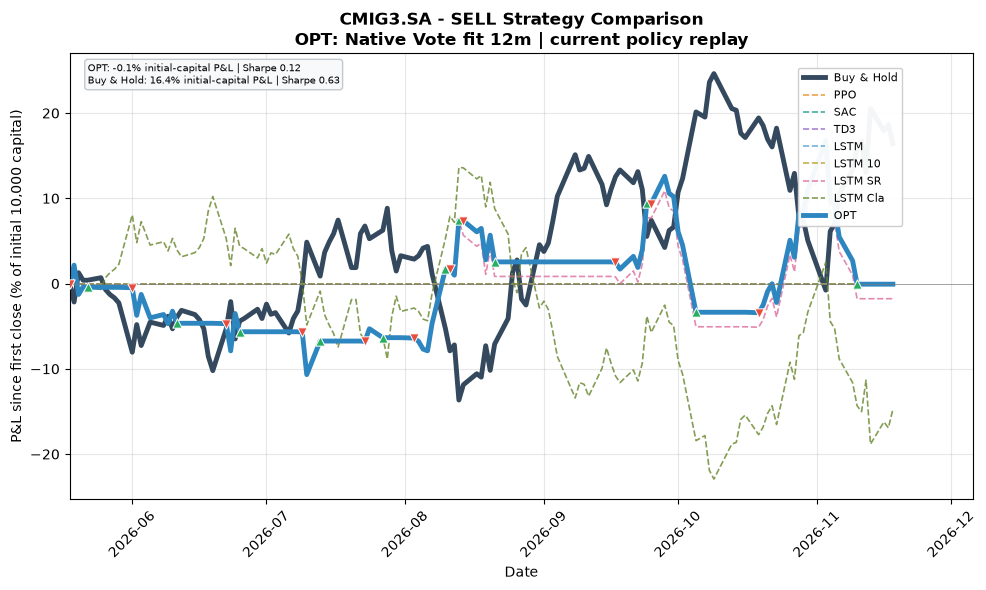 CMIG3.SA - SELL Strategy Comparison
OPT: Native Vote fit 12m | current policy replay
OPT: -0.1% initial-capital P&L | Sharpe 0.12
Buy & Hold: 16.4% initial-capital P&L | Sharpe 0.63
Buy & Hold
PPO
SAC
TD3
LSTM
LSTM 10
LSTM SR
LSTM Cla
OPT
P&L since first close (% of initial 10,000 capital)
20
10
0
−10
−20
2026-06
2026-07
2026-08
2026-09
2026-10
2026-11
2026-12
Date